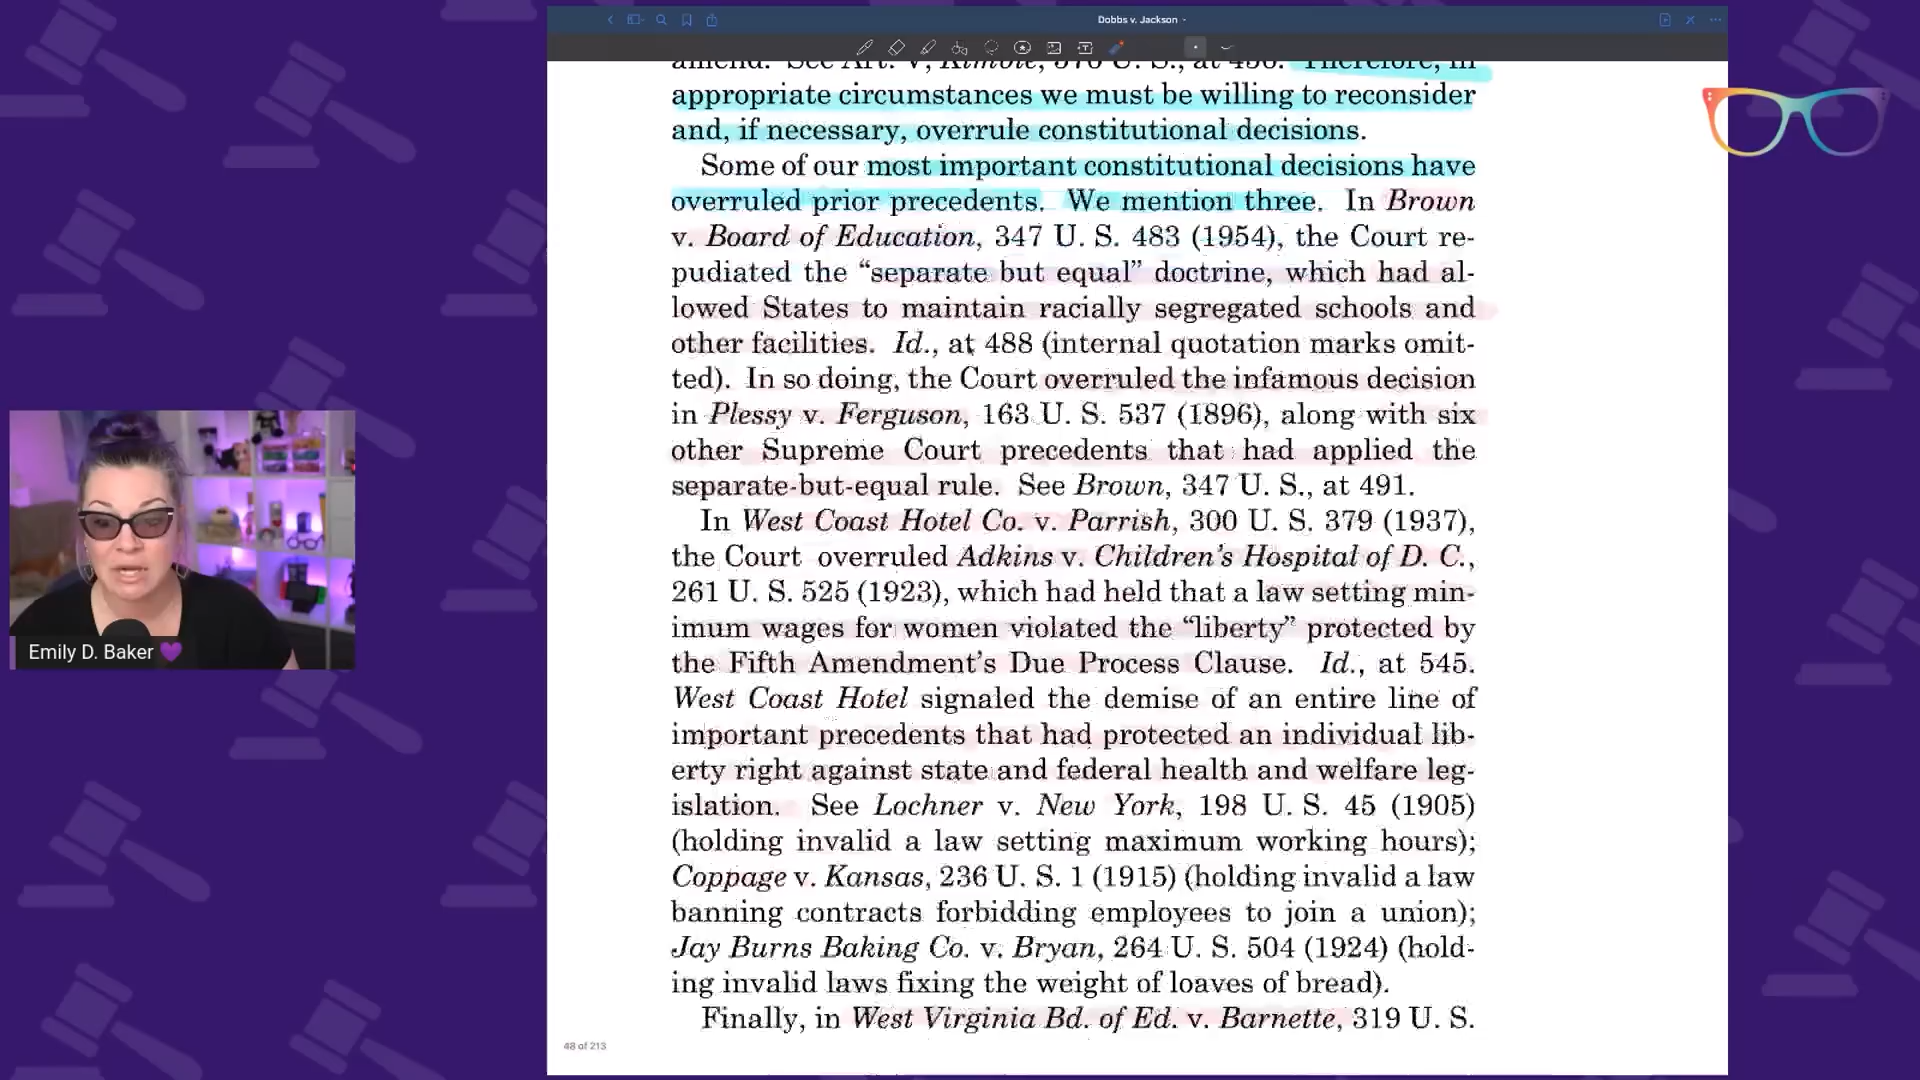 Dobbs v. Jackson
amend. See Art. V; Kimble, 576 U. S., at 456. Therefore, in
appropriate circumstances we must be willing to reconsider
and, if necessary, overrule constitutional decisions.
Some of our most important constitutional decisions have
overruled prior precedents. We mention three. In Brown
v. Board of Education, 347 U. S. 483 (1954), the Court re-
pudiated the “separate but equal” doctrine, which had al-
lowed States to maintain racially segregated schools and
other facilities. Id., at 488 (internal quotation marks omit-
ted). In so doing, the Court overruled the infamous decision
in Plessy v. Ferguson, 163 U. S. 537 (1896), along with six
other Supreme Court precedents that had applied the
separate-but-equal rule. See Brown, 347 U. S., at 491.
In West Coast Hotel Co. v. Parrish, 300 U. S. 379 (1937),
the Court overruled Adkins v. Children’s Hospital of D. C.,
261 U. S. 525 (1923), which had held that a law setting min-
imum wages for women violated the “liberty” protected by
the Fifth Amendment’s Due Process Clause. Id., at 545.
West Coast Hotel signaled the demise of an entire line of
important precedents that had protected an individual lib-
erty right against state and federal health and welfare leg-
islation. See Lochner v. New York, 198 U. S. 45 (1905)
(holding invalid a law setting maximum working hours);
Coppage v. Kansas, 236 U. S. 1 (1915) (holding invalid a law
banning contracts forbidding employees to join a union);
Jay Burns Baking Co. v. Bryan, 264 U. S. 504 (1924) (hold-
ing invalid laws fixing the weight of loaves of bread).
Finally, in West Virginia Bd. of Ed. v. Barnette, 319 U. S.
48 of 213
Emily D. Baker 💜